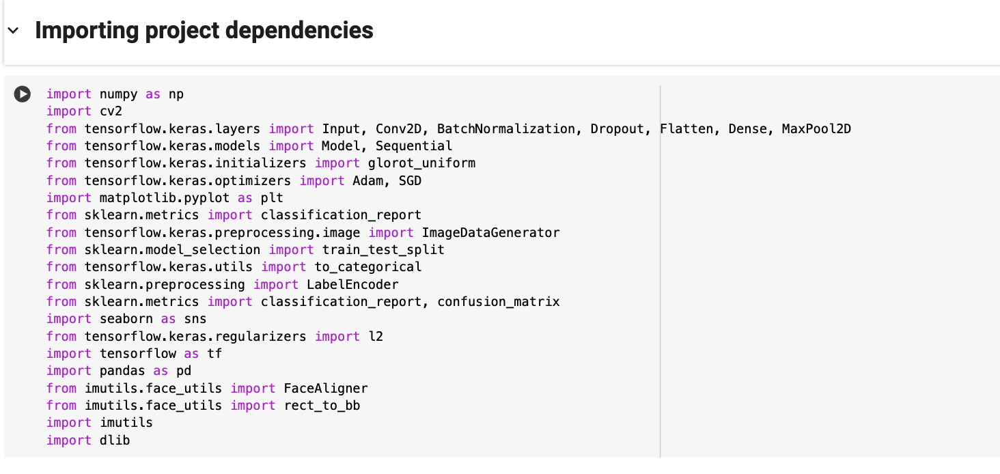 Importing project dependencies
import numpy as np
import cv2
from tensorflow.keras.layers import Input, Conv2D, BatchNormalization, Dropout, Flatten, Dense, MaxPool2D
from tensorflow.keras.models import Model, Sequential
from tensorflow.keras.initializers import glorot_uniform
from tensorflow.keras.optimizers import Adam, SGD
import matplotlib.pyplot as plt
from sklearn.metrics import classification_report
from tensorflow.keras.preprocessing.image import ImageDataGenerator
from sklearn.model_selection import train_test_split
from tensorflow.keras.utils import to_categorical
from sklearn.preprocessing import LabelEncoder
from sklearn.metrics import classification_report, confusion_matrix
import seaborn as sns
from tensorflow.keras.regularizers import l2
import tensorflow as tf
import pandas as pd
from imutils.face_utils import FaceAligner
from imutils.face_utils import rect_to_bb
import imutils
import dlib